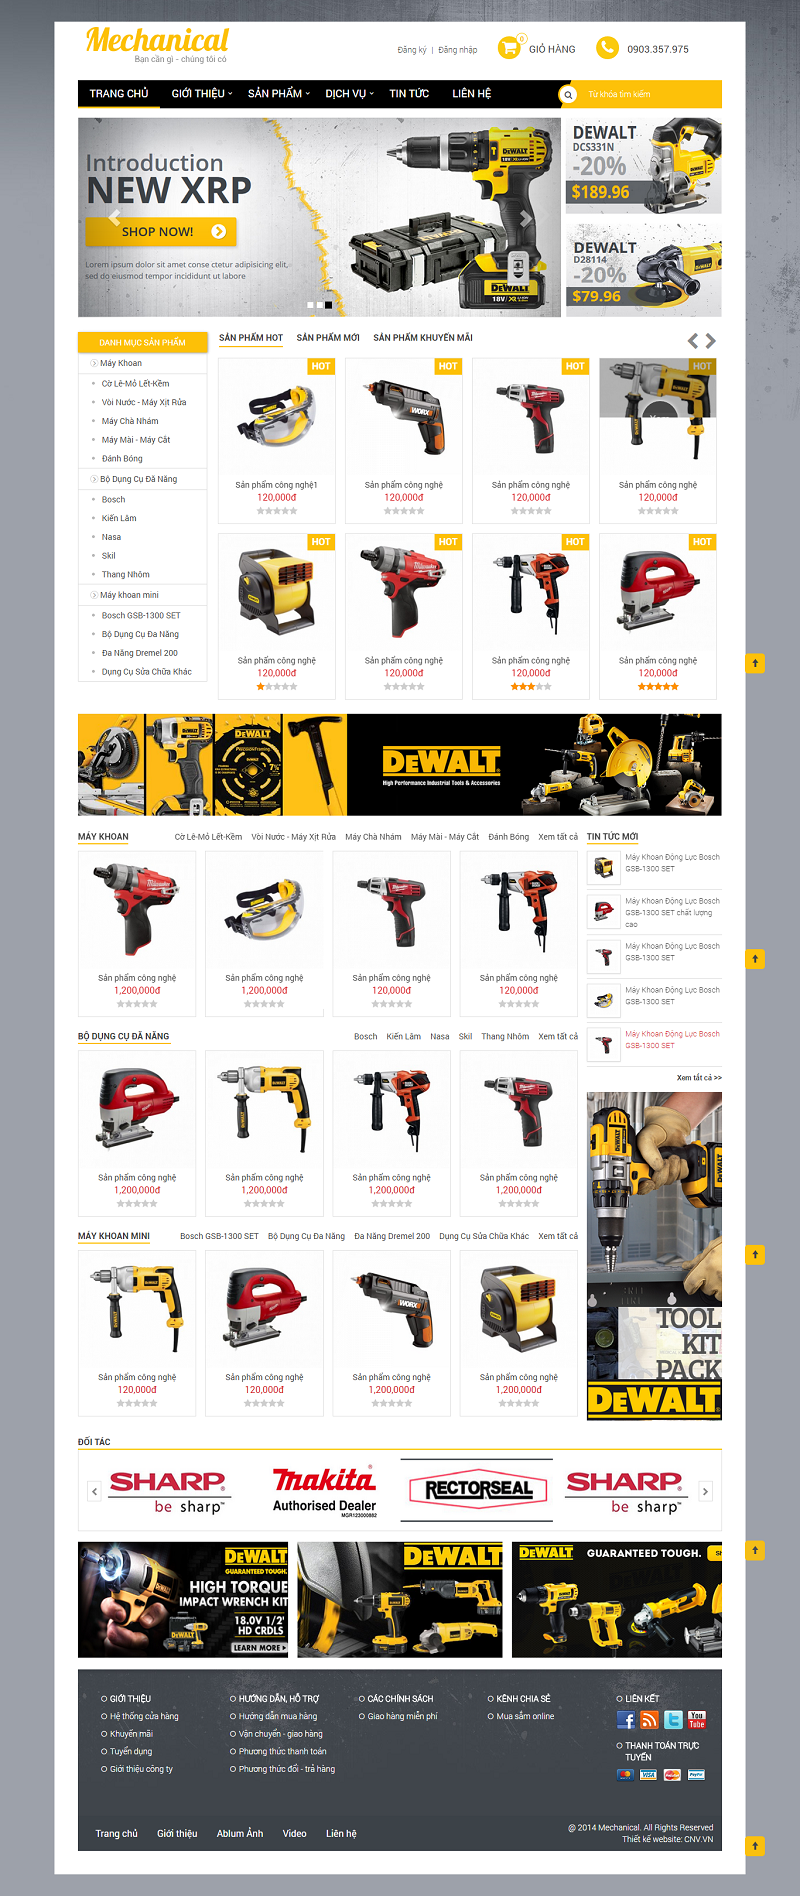 Mechanical
Bạn cần gì - chúng tôi có
Đăng ký | Đăng nhập
0
GIỎ HÀNG
0903.357.975
TRANG CHỦ GIỚI THIỆU SẢN PHẨM DỊCH VỤ TIN TỨC LIÊN HỆ
Từ khóa tìm kiếm
Introduction
NEW XRP
SHOP NOW!
Lorem ipsum dolor sit amet conse ctetur adipisicing elit,
sed do eiusmod tempor incididunt ut labore
DEWALT
18V XR
DEWALT
DCS331N
-20%
$189.96
DEWALT
D28114
-20%
$79.96
DANH MỤC SẢN PHẨM
Máy Khoan
Cờ Lê-Mỏ Lết-Kềm
Vòi Nước - Máy Xịt Rửa
Máy Chà Nhám
Máy Mài - Máy Cắt
Đánh Bóng
Bộ Dụng Cụ Đã Năng
Bosch
Kiến Lâm
Nasa
Skil
Thang Nhôm
Máy khoan mini
Bosch GSB-1300 SET
Bộ Dụng Cụ Đa Năng
Đa Năng Dremel 200
Dụng Cụ Sửa Chữa Khác
SẢN PHẨM HOT SẢN PHẨM MỚI SẢN PHẨM KHUYẾN MÃI
HOT HOT HOT HOT
Sản phẩm công nghệ1 Sản phẩm công nghệ Sản phẩm công nghệ Sản phẩm công nghệ
120,000đ 120,000đ 120,000đ 120,000đ
HOT HOT HOT HOT
Sản phẩm công nghệ Sản phẩm công nghệ Sản phẩm công nghệ Sản phẩm công nghệ
120,000đ 120,000đ 120,000đ 120,000đ
DEWALT
DEWALT
High Performance Industrial Tools & Accessories
MÁY KHOAN
Cờ Lê-Mỏ Lết-Kềm Vòi Nước - Máy Xịt Rửa Máy Chà Nhám Máy Mài - Máy Cắt Đánh Bóng Xem tất cả
Sản phẩm công nghệ Sản phẩm công nghệ Sản phẩm công nghệ Sản phẩm công nghệ
1,200,000đ 1,200,000đ 120,000đ 120,000đ
BỘ DỤNG CỤ ĐÃ NĂNG
Bosch Kiến Lâm Nasa Skil Thang Nhôm Xem tất cả
Sản phẩm công nghệ Sản phẩm công nghệ Sản phẩm công nghệ Sản phẩm công nghệ
1,200,000đ 1,200,000đ 1,200,000đ 1,200,000đ
MÁY KHOAN MINI
Bosch GSB-1300 SET Bộ Dụng Cụ Đa Năng Đa Năng Dremel 200 Dụng Cụ Sửa Chữa Khác Xem tất cả
Sản phẩm công nghệ Sản phẩm công nghệ Sản phẩm công nghệ Sản phẩm công nghệ
120,000đ 120,000đ 1,200,000đ 1,200,000đ
TIN TỨC MỚI
Máy Khoan Động Lực Bosch
GSB-1300 SET
Máy Khoan Động Lực Bosch
GSB-1300 SET chất lượng
cao
Máy Khoan Động Lực Bosch
GSB-1300 SET
Máy Khoan Động Lực Bosch
GSB-1300 SET
Máy Khoan Động Lực Bosch
GSB-1300 SET
Xem tất cả >>
TOOL
KIT
PACK
DEWALT
ĐỐI TÁC
SHARP
be sharp™
makita®
Authorised Dealer
MGR123000882
RECTORSEAL
SHARP
be sharp™
DEWALT
GUARANTEED TOUGH.
HIGH TORQUE
IMPACT WRENCH KIT
18.0V 1/2'
HD CRDLS
LEARN MORE
DEWALT
DEWALT
GUARANTEED TOUGH.
GIỚI THIỆU
Hệ thống cửa hàng
Khuyến mãi
Tuyển dụng
Giới thiệu công ty
HƯỚNG DẪN, HỖ TRỢ
Hướng dẫn mua hàng
Vận chuyển - giao hàng
Phương thức thanh toán
Phương thức đổi - trả hàng
CÁC CHÍNH SÁCH
Giao hàng miễn phí
KÊNH CHIA SẺ
Mua sắm online
LIÊN KẾT
You
Tube
THANH TOÁN TRỰC
TUYẾN
VISA
PayPal
Trang chủ Giới thiệu Ablum Ảnh Video Liên hệ
@ 2014 Mechanical. All Rights Reserved
Thiết kế website: CNV.VN